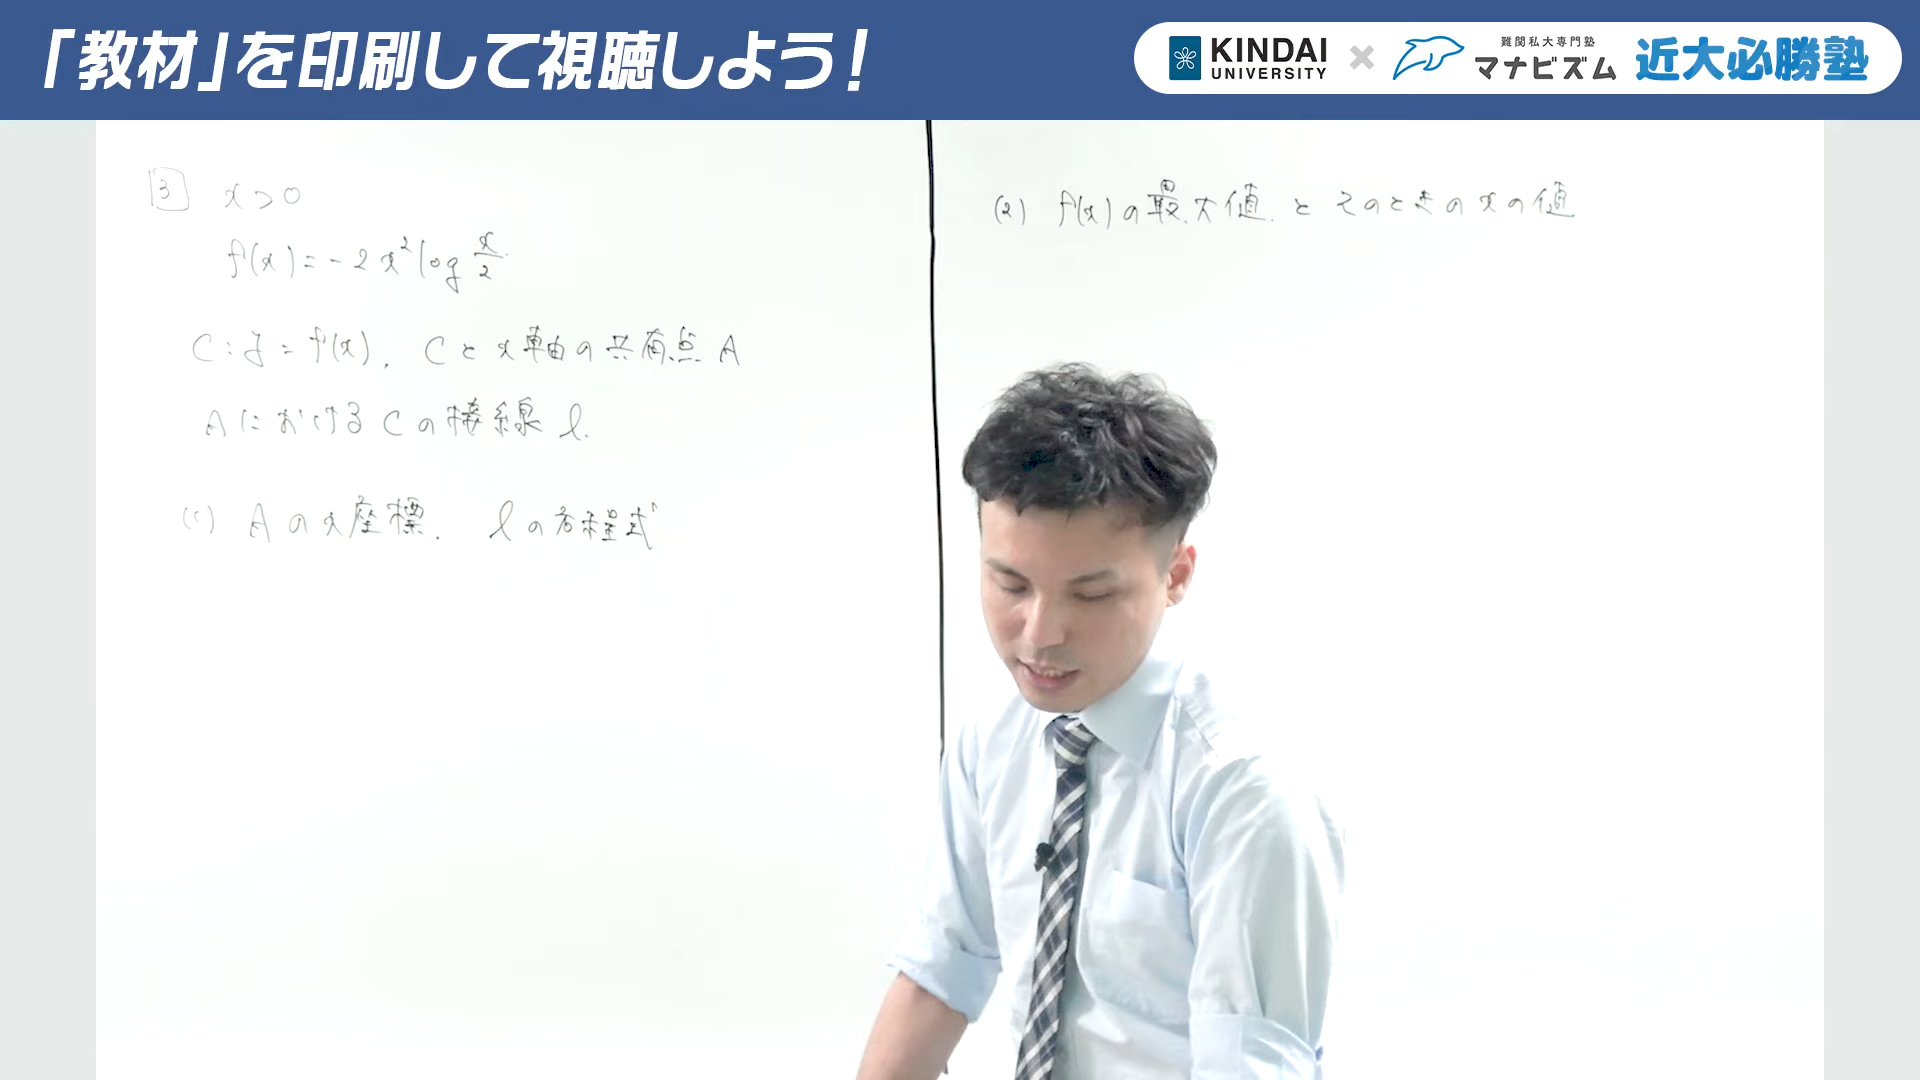 「教材」を印刷して視聴しよう!
KINDAI UNIVERSITY × 難関私大専門塾 マナビズム 近大必勝塾
3 x>0
f(x)=-2x²log x/2
C:y=f(x), Cとx軸の共有点A
AにおけるCの接線l.
(1) Aのx座標. lの方程式
(2) f(x)の最大値とそのときのxの値